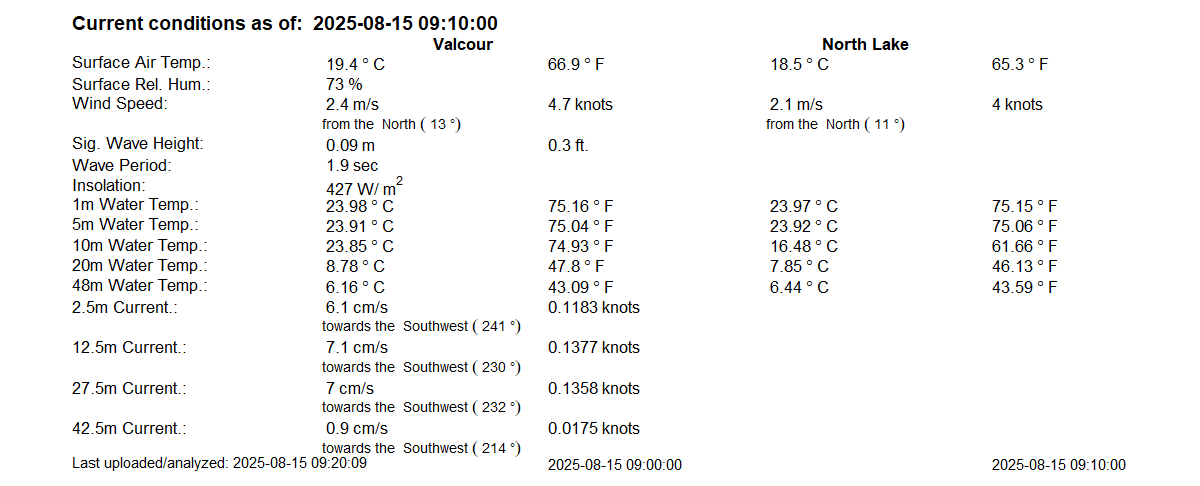 Current conditions as of: 2025-08-15 09:10:00
Valcour North Lake
Surface Air Temp.: 19.4 ° C 66.9 ° F 18.5 ° C 65.3 ° F
Surface Rel. Hum.: 73 %
Wind Speed: 2.4 m/s 4.7 knots 2.1 m/s 4 knots
from the North ( 13 °) from the North ( 11 °)
Sig. Wave Height: 0.09 m 0.3 ft.
Wave Period: 1.9 sec
Insolation: 427 W/ m²
1m Water Temp.: 23.98 ° C 75.16 ° F 23.97 ° C 75.15 ° F
5m Water Temp.: 23.91 ° C 75.04 ° F 23.92 ° C 75.06 ° F
10m Water Temp.: 23.85 ° C 74.93 ° F 16.48 ° C 61.66 ° F
20m Water Temp.: 8.78 ° C 47.8 ° F 7.85 ° C 46.13 ° F
48m Water Temp.: 6.16 ° C 43.09 ° F 6.44 ° C 43.59 ° F
2.5m Current.: 6.1 cm/s 0.1183 knots
towards the Southwest ( 241 °)
12.5m Current.: 7.1 cm/s 0.1377 knots
towards the Southwest ( 230 °)
27.5m Current.: 7 cm/s 0.1358 knots
towards the Southwest ( 232 °)
42.5m Current.: 0.9 cm/s 0.0175 knots
towards the Southwest ( 214 °)
Last uploaded/analyzed: 2025-08-15 09:20:09 2025-08-15 09:00:00 2025-08-15 09:10:00